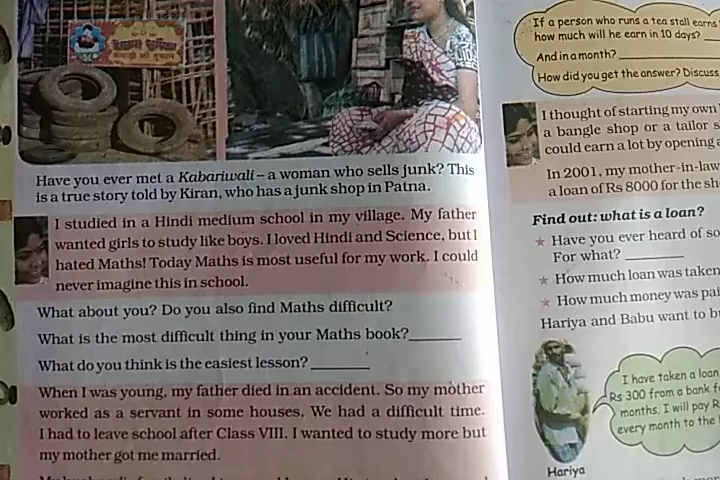 Have you ever met a Kabariwali – a woman who sells junk? This
is a true story told by Kiran, who has a junk shop in Patna.
I studied in a Hindi medium school in my village. My father
wanted girls to study like boys. I loved Hindi and Science, but I
hated Maths! Today Maths is most useful for my work. I could
never imagine this in school.
What about you? Do you also find Maths difficult?
What is the most difficult thing in your Maths book?
What do you think is the easiest lesson?
When I was young, my father died in an accident. So my mother
worked as a servant in some houses. We had a difficult time.
I had to leave school after Class VIII. I wanted to study more but
my mother got me married.
If a person who runs a tea stall earns
how much will he earn in 10 days?
And in a month?
How did you get the answer? Discuss
I thought of starting my own
a bangle shop or a tailor
could earn a lot by opening
In 2001, my mother-in-law
a loan of Rs 8000 for the
Find out: what is a loan?
★ Have you ever heard of
For what?
★ How much loan was taken
★ How much money was
Hariya and Babu want to
I have taken a loan
Rs 300 from a bank
months. I will pay
every month to the
Hariya